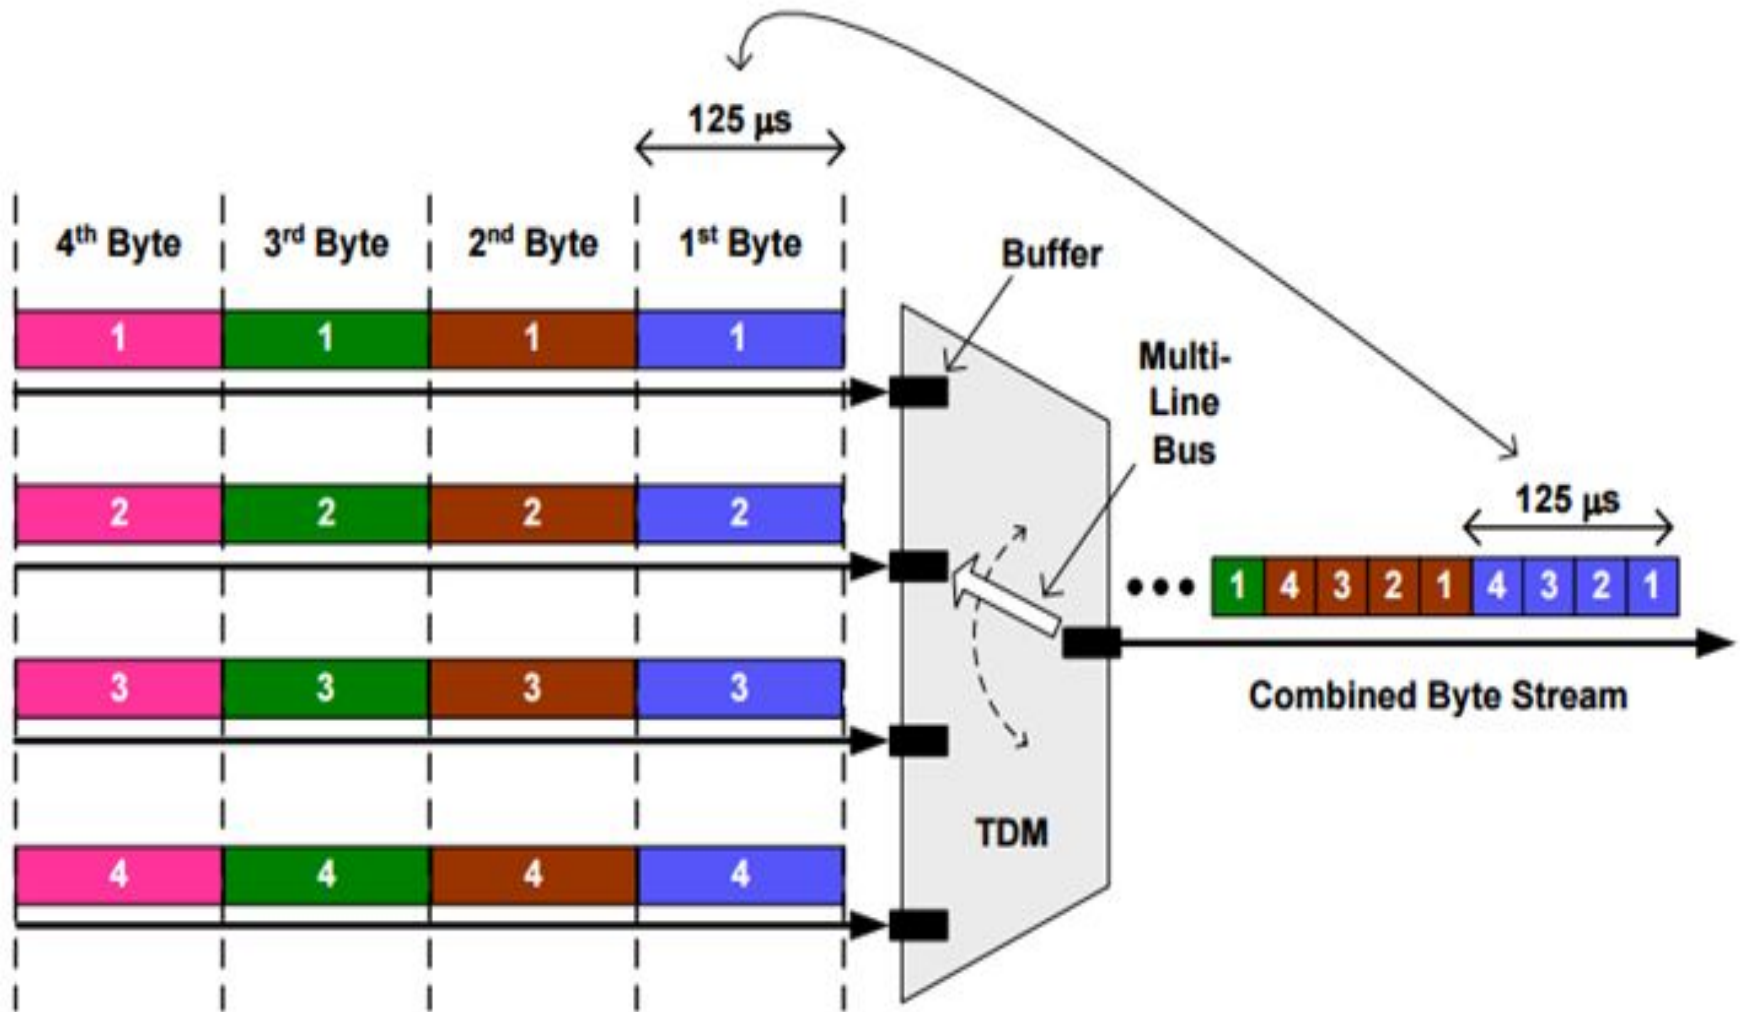 125 µs
4th Byte 3rd Byte 2nd Byte 1st Byte
Buffer
1 1 1 1
Multi-
Line
Bus
2 2 2 2
125 µs
••• 1 4 3 2 1 4 3 2 1
3 3 3 3
Combined Byte Stream
TDM
4 4 4 4